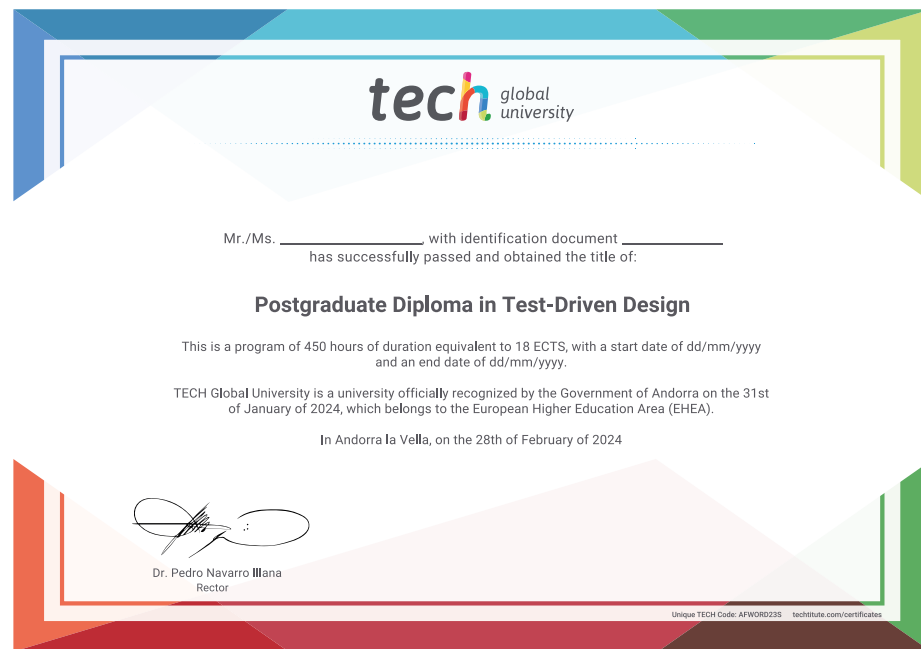 tech global
university
Mr./Ms. _________________, with identification document ____________
has successfully passed and obtained the title of:
Postgraduate Diploma in Test-Driven Design
This is a program of 450 hours of duration equivalent to 18 ECTS, with a start date of dd/mm/yyyy
and an end date of dd/mm/yyyy.
TECH Global University is a university officially recognized by the Government of Andorra on the 31st
of January of 2024, which belongs to the European Higher Education Area (EHEA).
In Andorra la Vella, on the 28th of February of 2024
Dr. Pedro Navarro Illana
Rector
Unique TECH Code: AFWORD23S techtitute.com/certificates